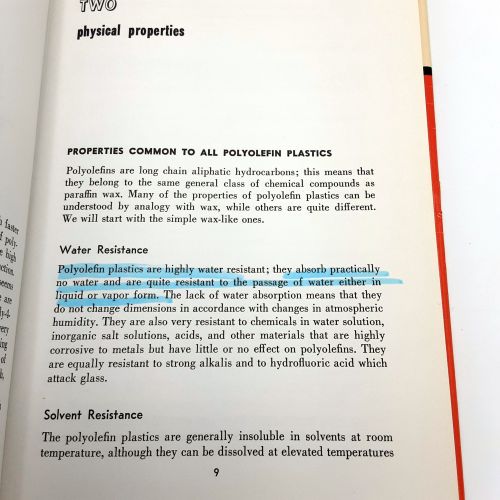 TWO
physical properties
PROPERTIES COMMON TO ALL POLYOLEFIN PLASTICS
Polyolefins are long chain aliphatic hydrocarbons; this means that
they belong to the same general class of chemical compounds as
paraffin wax. Many of the properties of polyolefin plastics can be
understood by analogy with wax, while others are quite different.
We will start with the simple wax-like ones.
Water Resistance
Polyolefin plastics are highly water resistant; they absorb practically
no water and are quite resistant to the passage of water either in
liquid or vapor form. The lack of water absorption means that they
do not change dimensions in accordance with changes in atmospheric
humidity. They are also very resistant to chemicals in water solution,
inorganic salt solutions, acids, and other materials that are highly
corrosive to metals but have little or no effect on polyolefins. They
are equally resistant to strong alkalis and to hydrofluoric acid which
attack glass.
Solvent Resistance
The polyolefin plastics are generally insoluble in solvents at room
temperature, although they can be dissolved at elevated temperatures
9